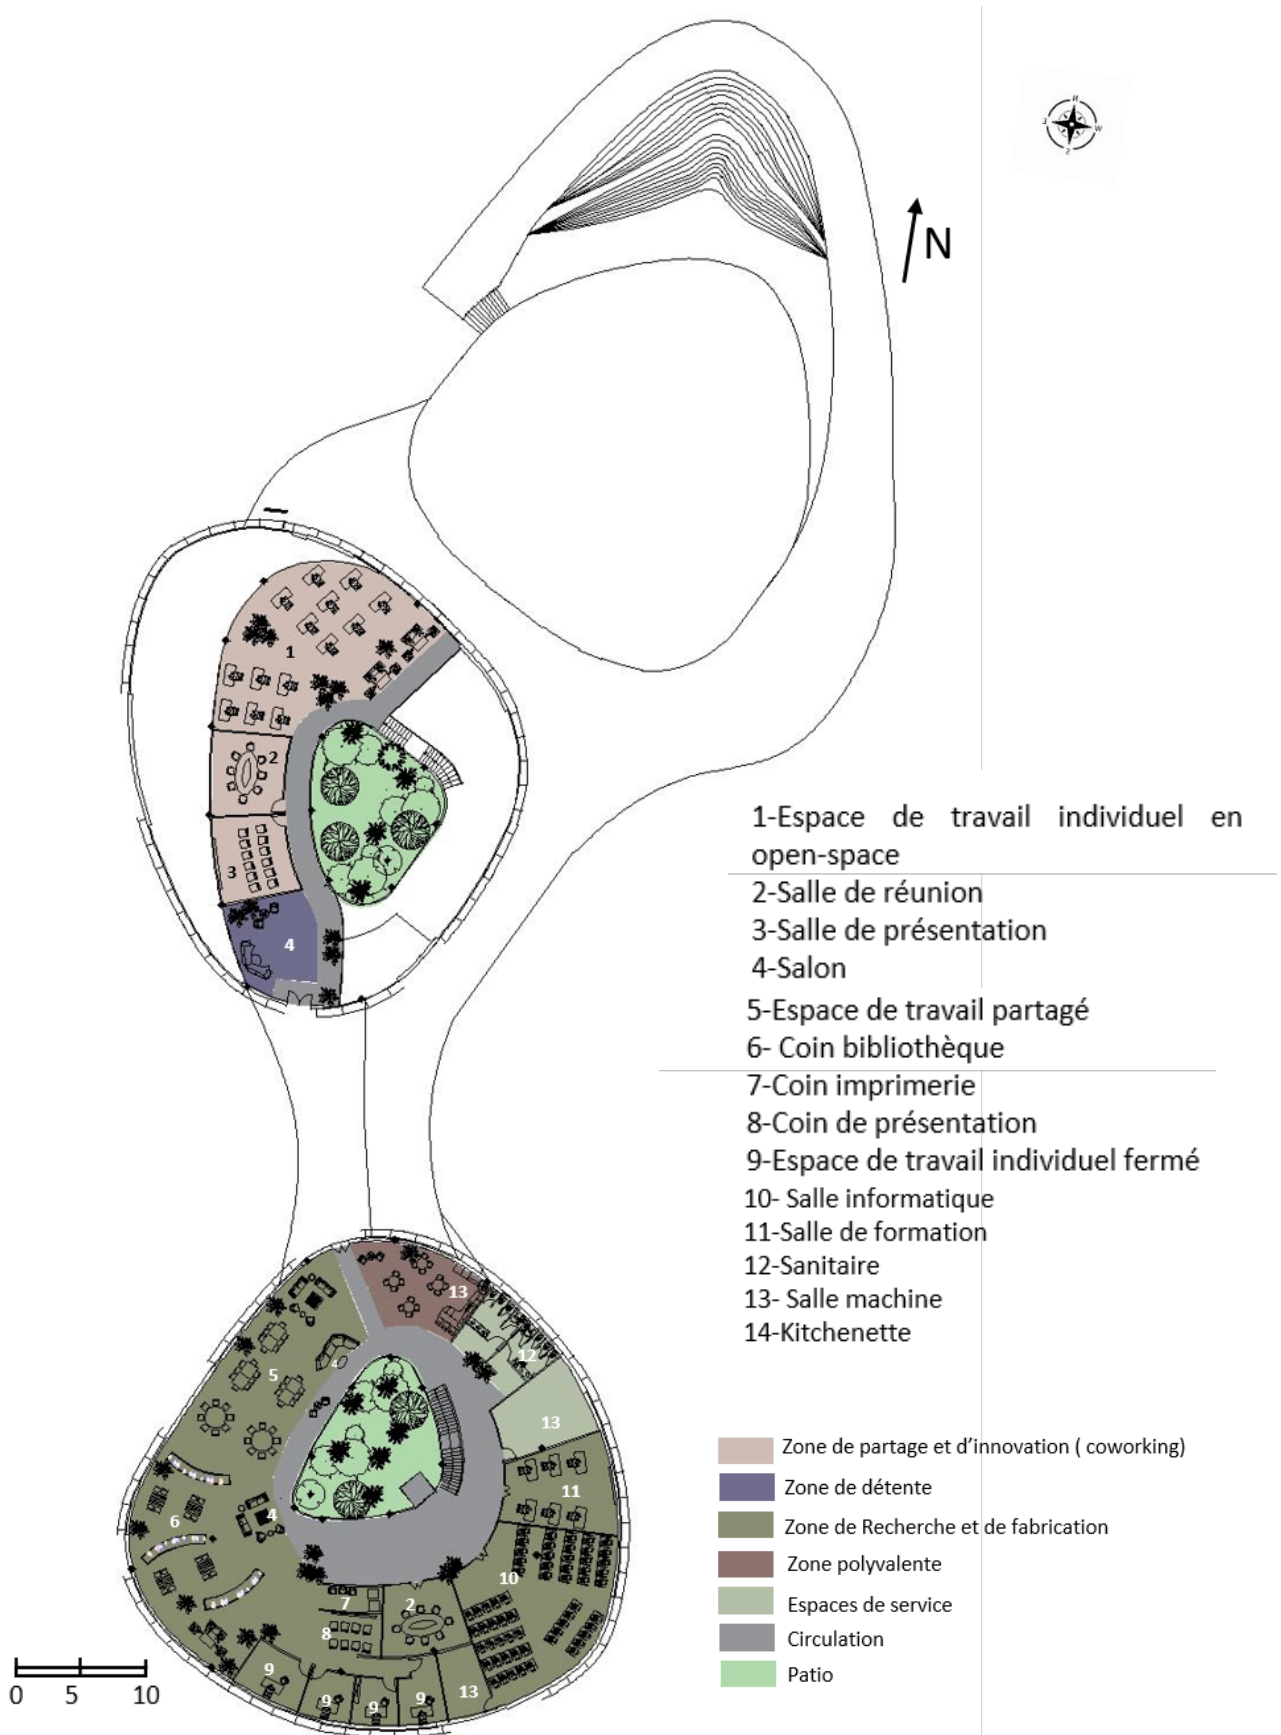 И
З
W
2
N
1
2
3
4
1-Espace de travail individuel en
open-space
2-Salle de réunion
3-Salle de présentation
4-Salon
5-Espace de travail partagé
6- Coin bibliothèque
7-Coin imprimerie
8-Coin de présentation
9-Espace de travail individuel fermé
10- Salle informatique
11-Salle de formation
12-Sanitaire
13- Salle machine
14-Kitchenette
13
12
4
5
13
11
4
6
10
7
2
8
9
9
9
9
13
Zone de partage et d'innovation ( coworking)
Zone de détente
Zone de Recherche et de fabrication
Zone polyvalente
Espaces de service
Circulation
Patio
0 5 10